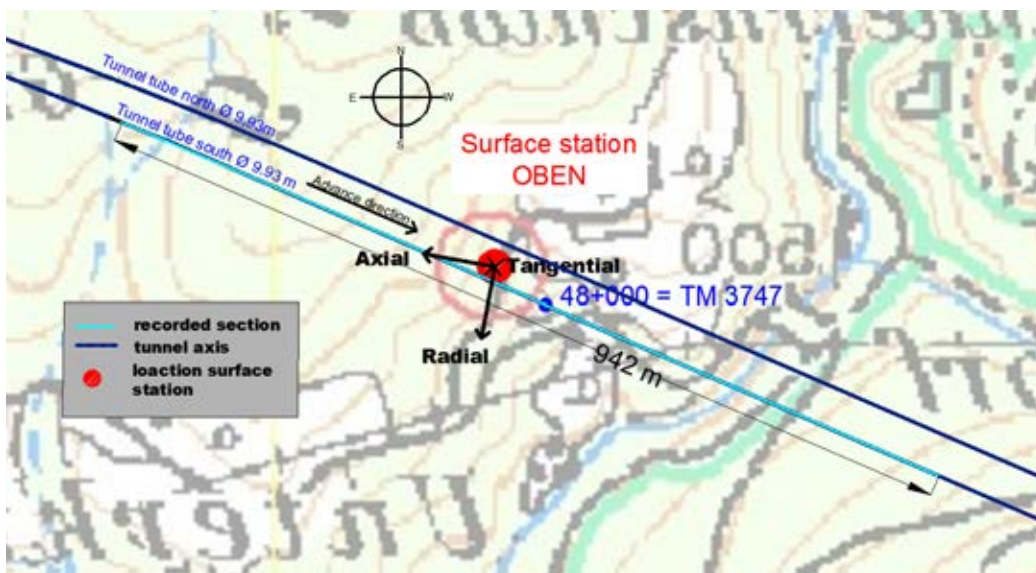 N
E W
S
Tunnel tube north Ø 9.93m
Tunnel tube south Ø 9.93 m
Advance direction
Surface station
OBEN
Axial
Tangential
Radial
48+000 = TM 3747
942 m
recorded section
tunnel axis
loaction surface
station